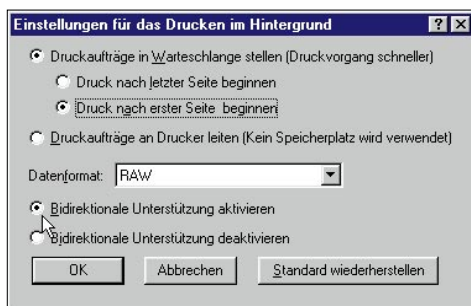 Einstellungen für das Drucken im Hintergrund
Druckaufträge in Warteschlange stellen (Druckvorgang schneller)
Druck nach letzter Seite beginnen
Druck nach erster Seite beginnen
Druckaufträge an Drucker leiten (Kein Speicherplatz wird verwendet)
Datenformat: RAW
Bidirektionale Unterstützung aktivieren
Bidirektionale Unterstützung deaktivieren
OK Abbrechen Standard wiederherstellen